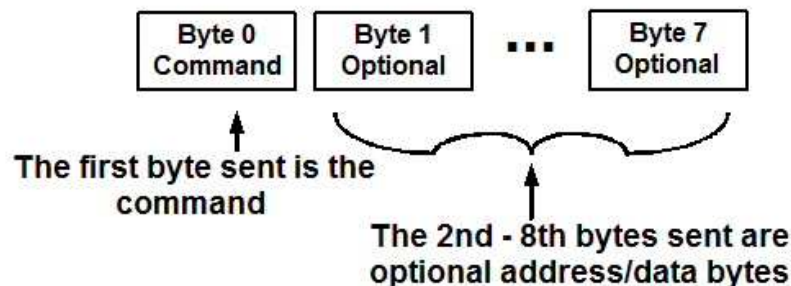 Byte 0
Command
Byte 1
Optional
...
Byte 7
Optional
The first byte sent is the
command
The 2nd - 8th bytes sent are
optional address/data bytes